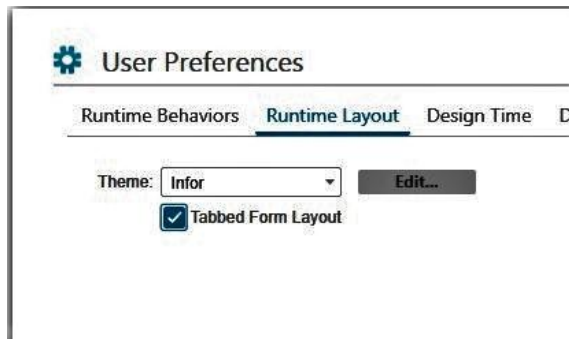 User Preferences
Runtime Behaviors Runtime Layout Design Time D
Theme: Infor Edit...
Tabbed Form Layout